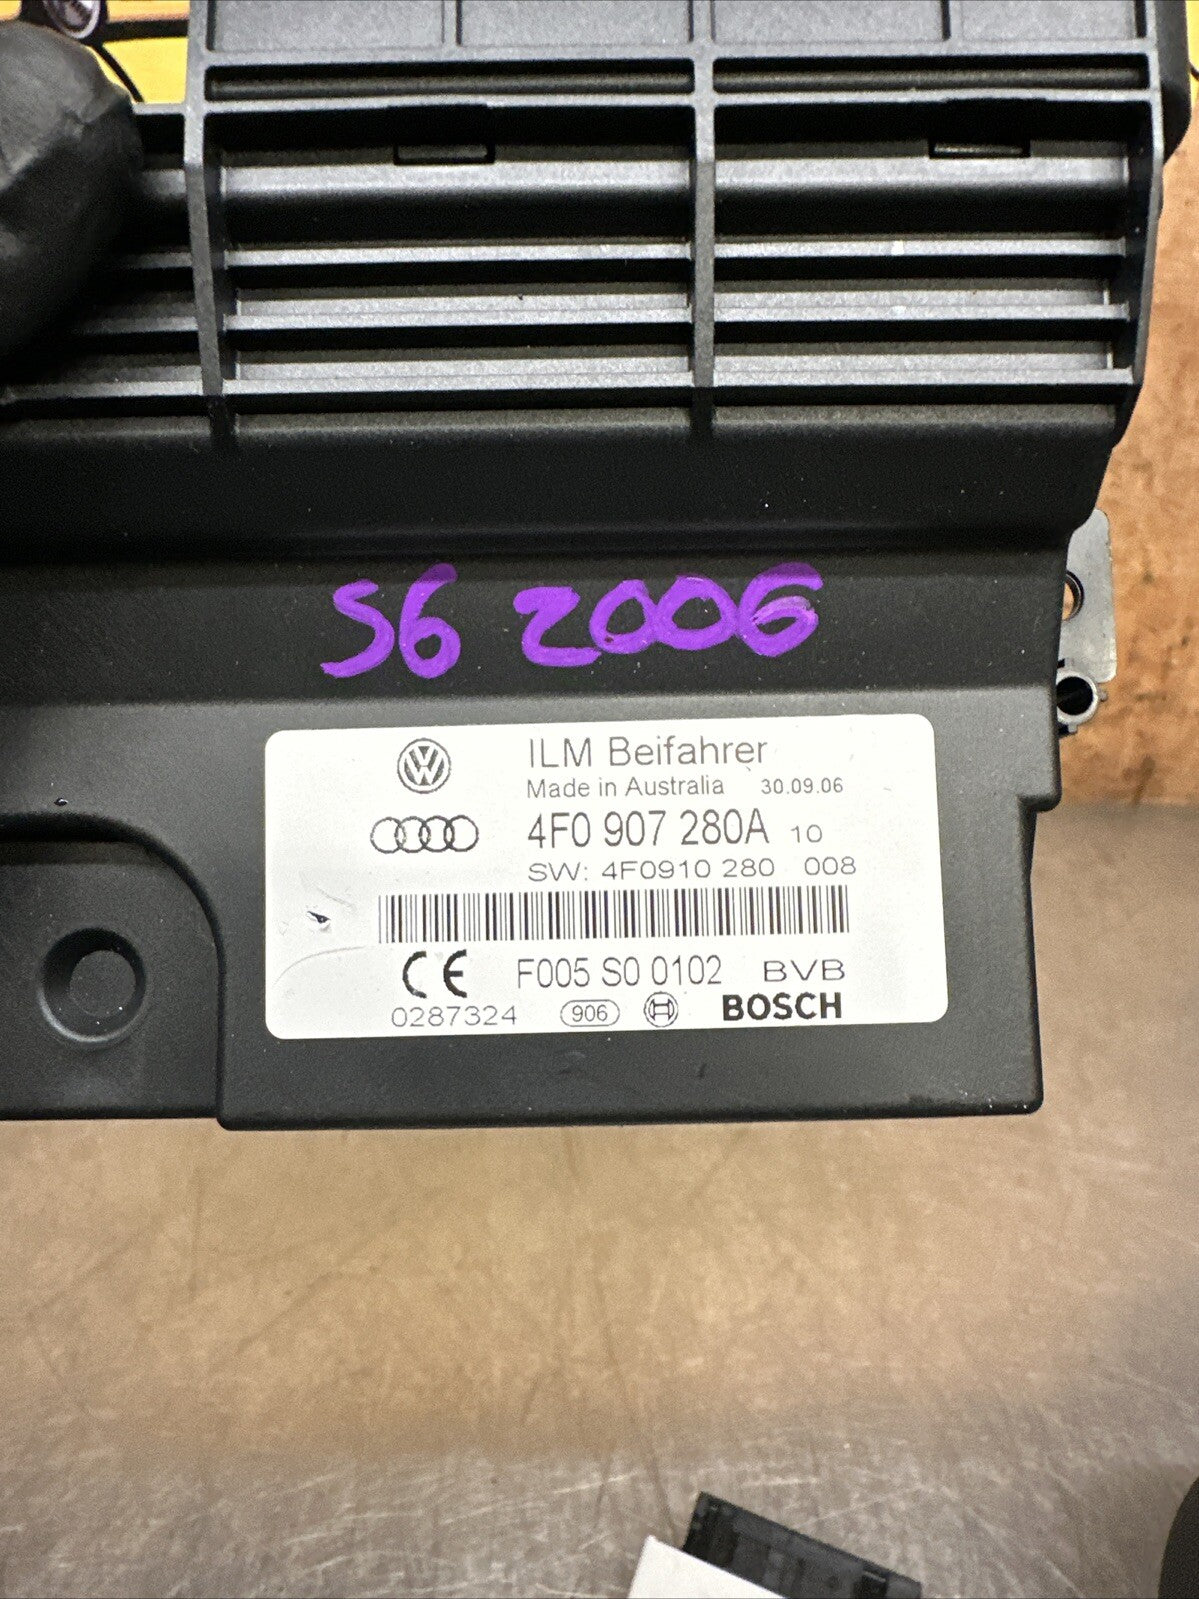 S6 2006
ILM Beifahrer
Made in Australia 30.09.06
4F0 907 280A 10
SW: 4F0910 280 008
CE F005 S0 0102 BVB
0287324 906 BOSCH